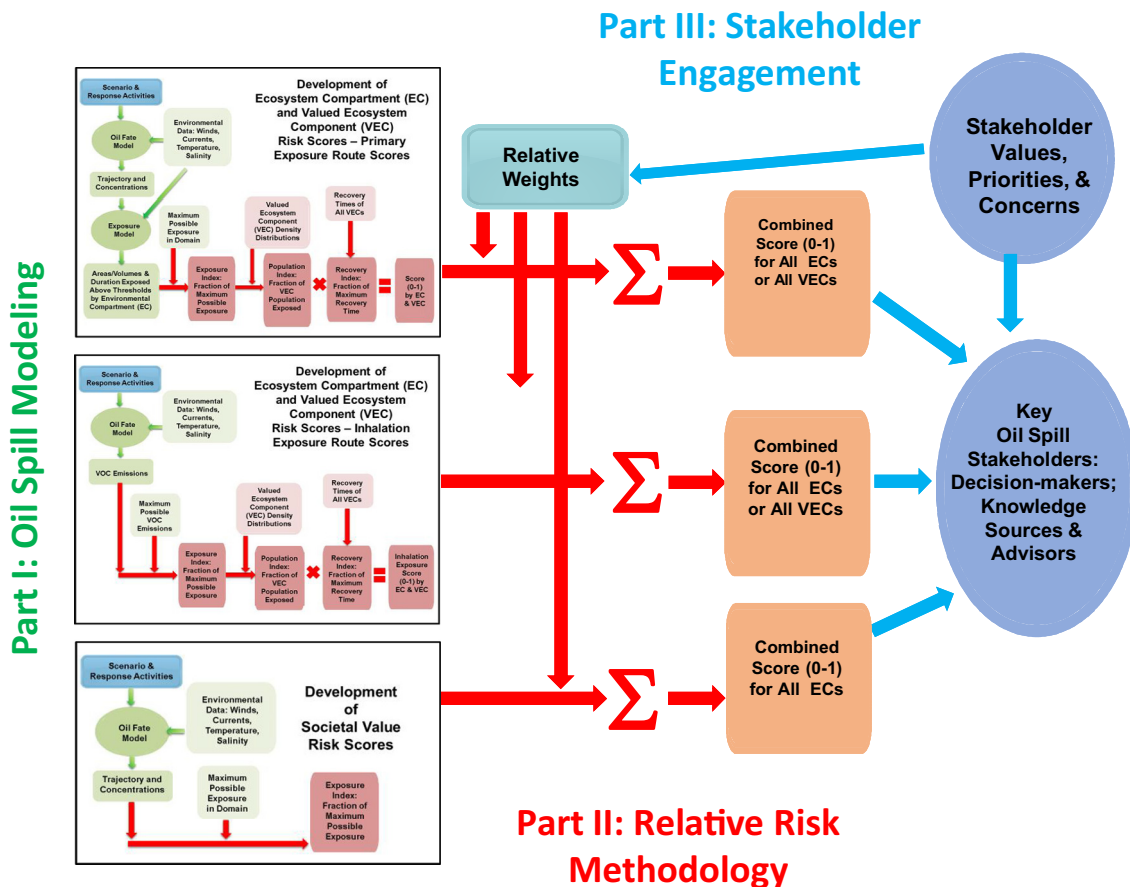 Part III: Stakeholder
Engagement
Part I: Oil Spill Modeling
Scenario &
Response Activities
Oil Fate
Model
Environmental
Data: Winds,
Currents,
Temperature,
Salinity
Development of
Ecosystem Compartment (EC)
and Valued Ecosystem
Component (VEC)
Risk Scores – Primary
Exposure Route Scores
Trajectory and
Concentrations
Exposure
Model
Maximum
Possible
Exposure
in Domain
Valued
Ecosystem
Component
(VEC) Density
Distributions
Recovery
Times of
All VECs
Areas/Volumes &
Duration Exposed
Above Thresholds
by Environmental
Compartment (EC)
Exposure
Index:
Fraction of
Maximum
Possible
Exposure
Population
Index:
Fraction of
VEC
Population
Exposed
Recovery
Index:
Fraction of
Maximum
Recovery
Time
Score
(0-1)
by EC
& VEC
Scenario &
Response Activities
Oil Fate
Model
Environmental
Data: Winds,
Currents,
Temperature,
Salinity
Development of
Ecosystem Compartment (EC)
and Valued Ecosystem
Component (VEC)
Risk Scores – Inhalation
Exposure Route Scores
VOC Emissions
Maximum
Possible
VOC
Emissions
Valued
Ecosystem
Component
(VEC) Density
Distributions
Recovery
Times of
All VECs
Exposure
Index:
Fraction of
Maximum
Possible
Exposure
Population
Index:
Fraction of
VEC
Population
Exposed
Recovery
Index:
Fraction of
Maximum
Recovery
Time
Inhalation
Exposure
Score
(0-1) by
EC & VEC
Scenario &
Response Activities
Oil Fate
Model
Environmental
Data: Winds,
Currents,
Temperature,
Salinity
Development
of
Societal Value
Risk Scores
Trajectory and
Concentrations
Maximum
Possible
Exposure
in Domain
Exposure
Index:
Fraction of
Maximum
Possible
Exposure
Relative
Weights
Σ
Combined
Score (0-1)
for All ECs
or All VECs
Σ
Combined
Score (0-1)
for All ECs
or All VECs
Σ
Combined
Score (0-1)
for All ECs
Stakeholder
Values,
Priorities, &
Concerns
Key
Oil Spill
Stakeholders:
Decision-makers;
Knowledge
Sources &
Advisors
Part II: Relative Risk
Methodology